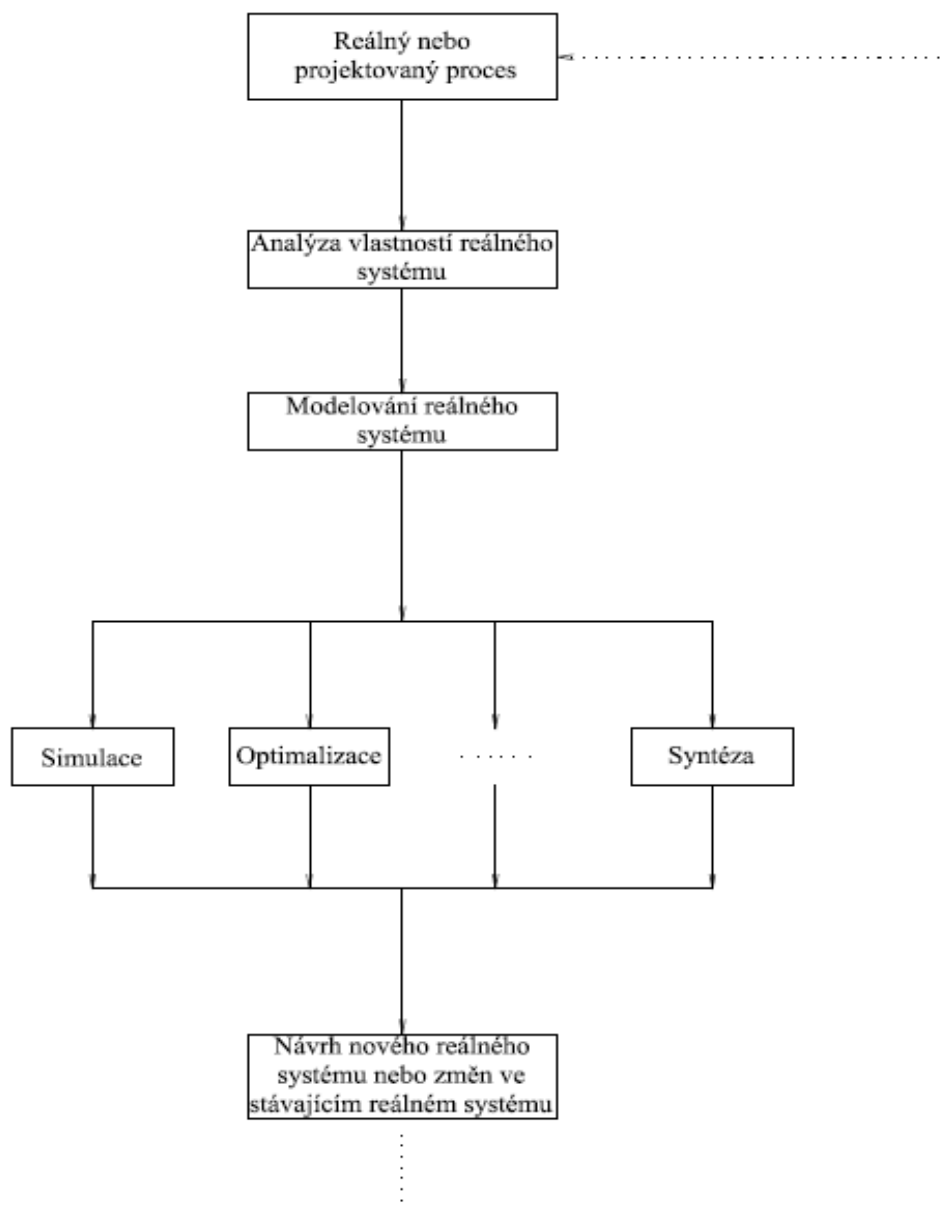 Reálný nebo
projektovaný proces
Analýza vlastností reálného
systému
Modelování reálného
systému
Simulace
Optimalizace
. . . . . .
Syntéza
Návrh nového reálného
systému nebo změn ve
stávajícím reálném systému